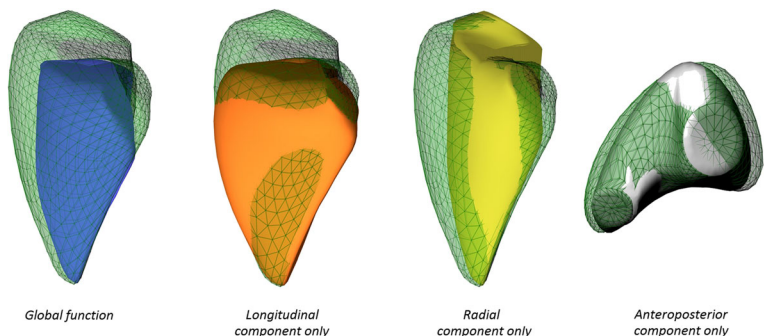 Global function
Longitudinal
component only
Radial
component only
Anteroposterior
component only